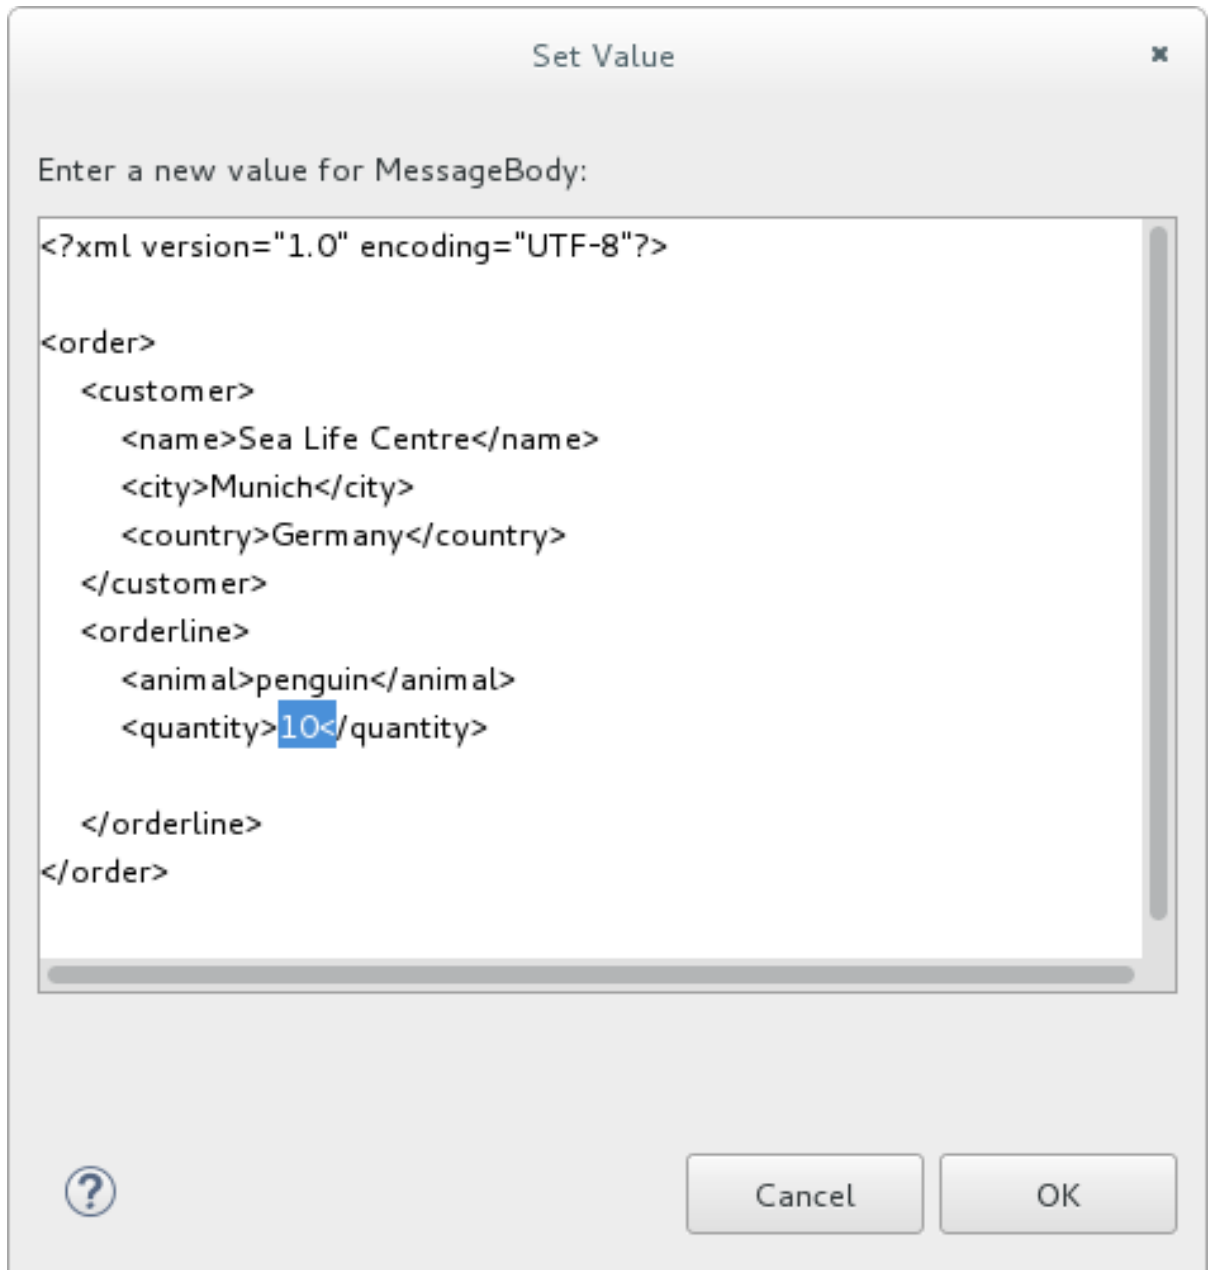 Set Value
Enter a new value for MessageBody:
<?xml version="1.0" encoding="UTF-8"?>
<order>
<customer>
<name>Sea Life Centre</name>
<city>Munich</city>
<country>Germany</country>
</customer>
<orderline>
<animal>penguin</animal>
<quantity>10</quantity>
</orderline>
</order>
?
Cancel
OK